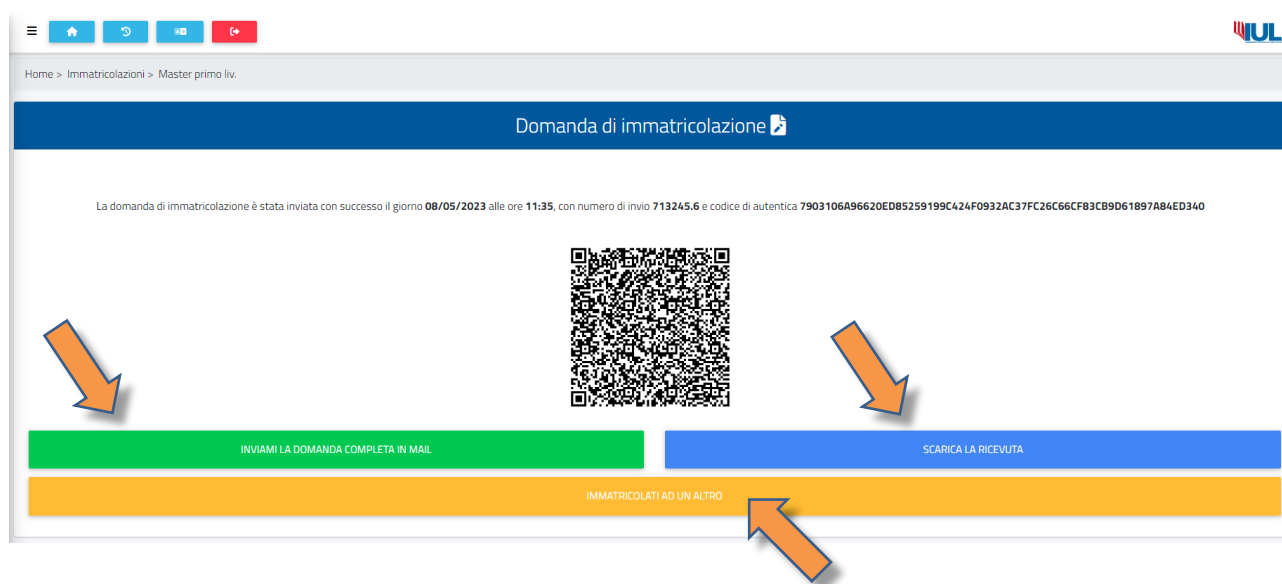 IUL
Home > Immatricolazioni > Master primo liv.
Domanda di immatricolazione
La domanda di immatricolazione è stata inviata con successo il giorno 08/05/2023 alle ore 11:35, con numero di invio 713245.6 e codice di autentica 7903106A96620ED85259199C424F0932AC37FC26C66CF83CB9D61897A84ED340
INVIAMI LA DOMANDA COMPLETA IN MAIL
SCARICA LA RICEVUTA
IMMATRICOLATI AD UN ALTRO